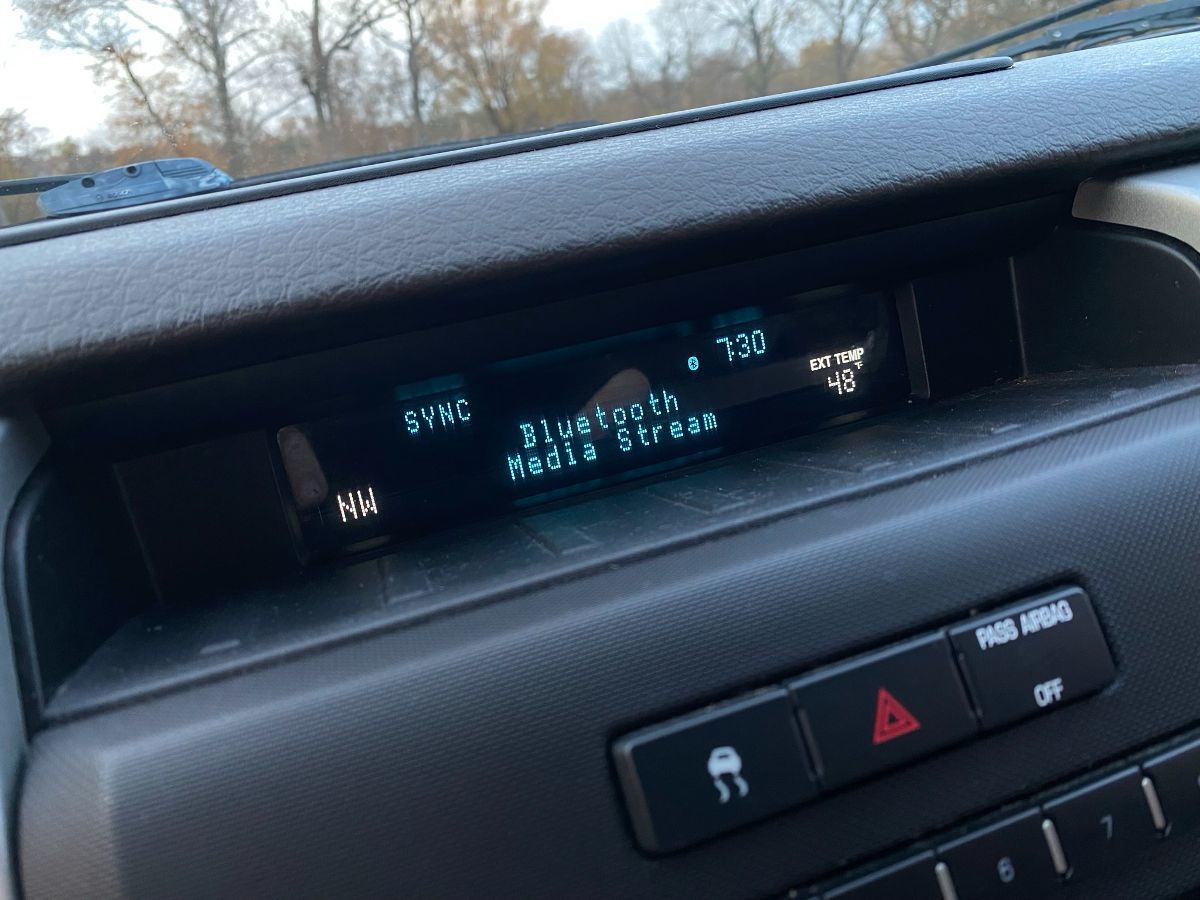 7:30
SYNC
EXT TEMP
48°F
Bluetooth
Media Stream
NW
PASS AIRBAG
OFF
7
6